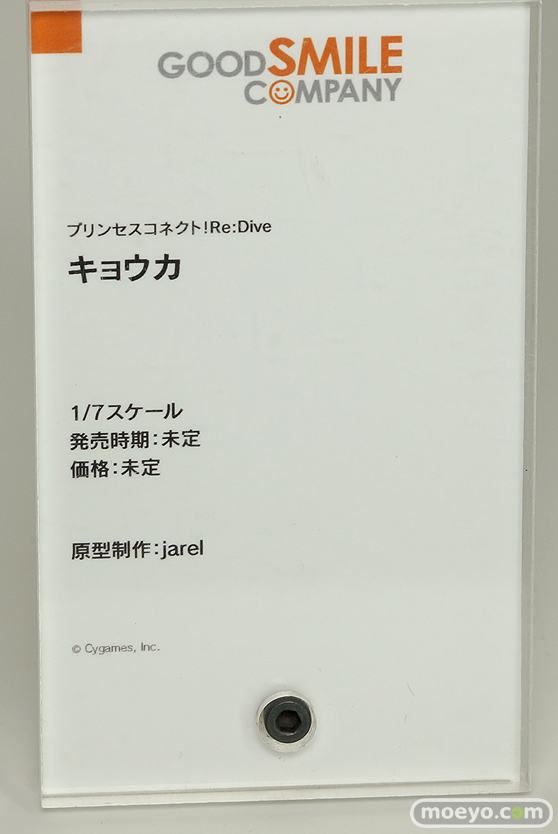 GOODSMILE
COMPANY
プリンセスコネクト!Re:Dive
キョウカ
1/7スケール
発売時期:未定
価格:未定
原型制作:jarel
© Cygames, Inc.
moeyo.com